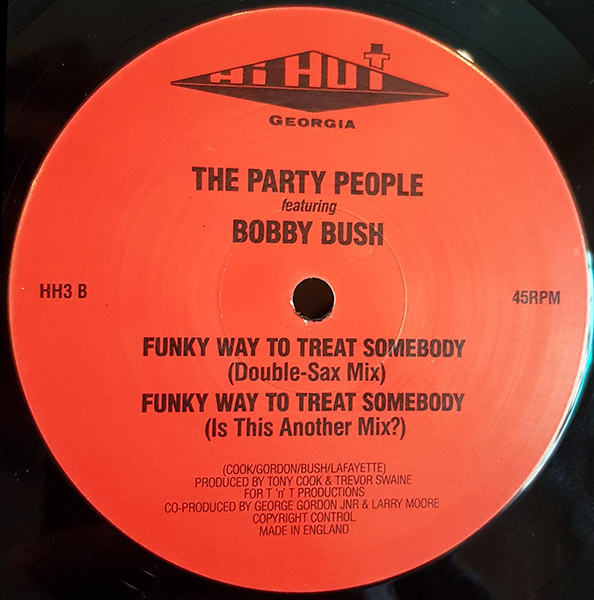 Hi HUT
GEORGIA
THE PARTY PEOPLE
featuring
BOBBY BUSH
HH3 B
45RPM
FUNKY WAY TO TREAT SOMEBODY
(Double-Sax Mix)
FUNKY WAY TO TREAT SOMEBODY
(Is This Another Mix?)
(COOK/GORDON/BUSH/LAFAYETTE)
PRODUCED BY TONY COOK & TREVOR SWAINE
FOR T 'n' T PRODUCTIONS
CO-PRODUCED BY GEORGE GORDON JNR & LARRY MOORE
COPYRIGHT CONTROL
MADE IN ENGLAND